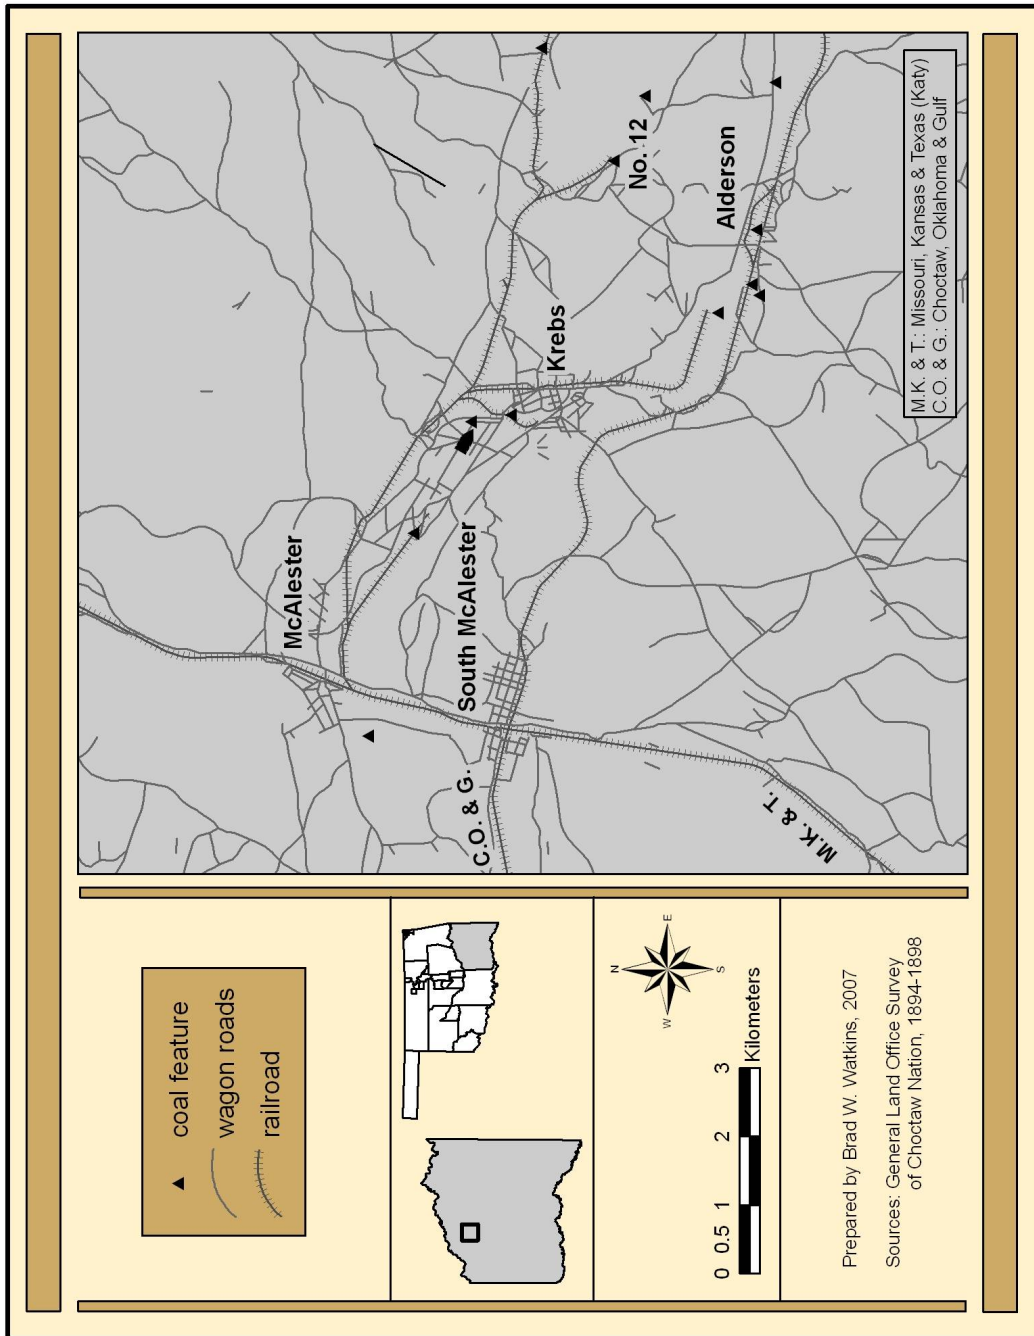 McAlester
South McAlester
Krebs
No. 12
Alderson
C.O. & G.
M.K. & T.
M.K. & T.: Missouri, Kansas & Texas (Katy)
C.O. & G.: Choctaw, Oklahoma & Gulf
coal feature
wagon roads
railroad
N
W
E
S
0 0.5 1 2 3
Kilometers
Prepared by Brad W. Watkins, 2007
Sources: General Land Office Survey
of Choctaw Nation, 1894-1898